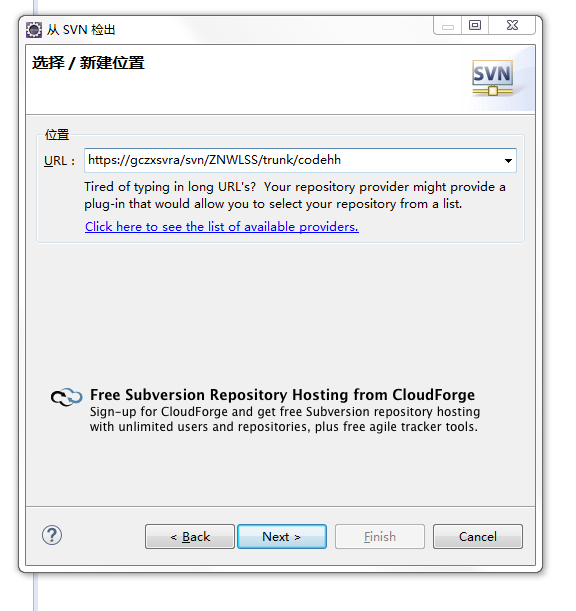 从 SVN 检出
选择 / 新建位置
SVN
位置
URL :
https://gczxsvra/svn/ZNWLSS/trunk/codehh
Tired of typing in long URL's? Your repository provider might provide a
plug-in that would allow you to select your repository from a list.
Click here to see the list of available providers.
Free Subversion Repository Hosting from CloudForge
Sign-up for CloudForge and get free Subversion repository hosting
with unlimited users and repositories, plus free agile tracker tools.
?
< Back
Next >
Finish
Cancel